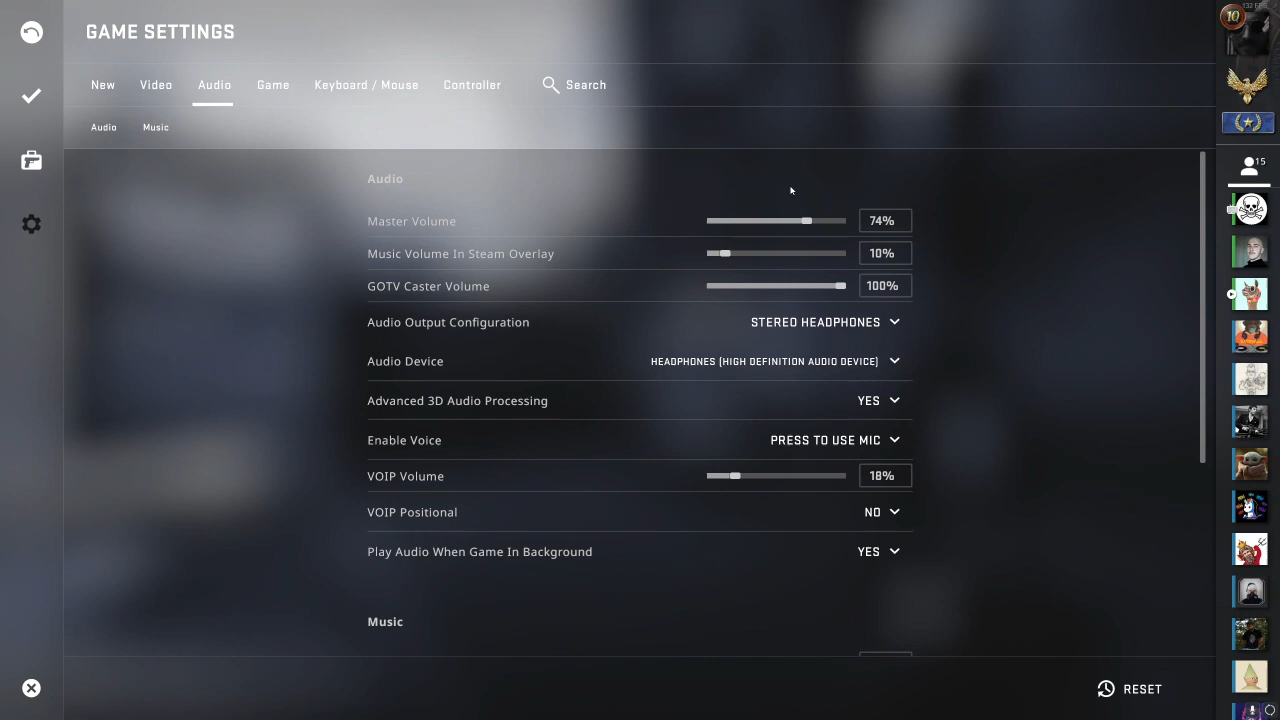 10
132 FPS
GAME SETTINGS
New Video Audio Game Keyboard / Mouse Controller Search
Audio Music
15
Audio
Master Volume 74%
Music Volume In Steam Overlay 10%
GOTV Caster Volume 100%
Audio Output Configuration STEREO HEADPHONES
Audio Device HEADPHONES (HIGH DEFINITION AUDIO DEVICE)
Advanced 3D Audio Processing YES
Enable Voice PRESS TO USE MIC
VOIP Volume 18%
VOIP Positional NO
Play Audio When Game In Background YES
Music
RESET